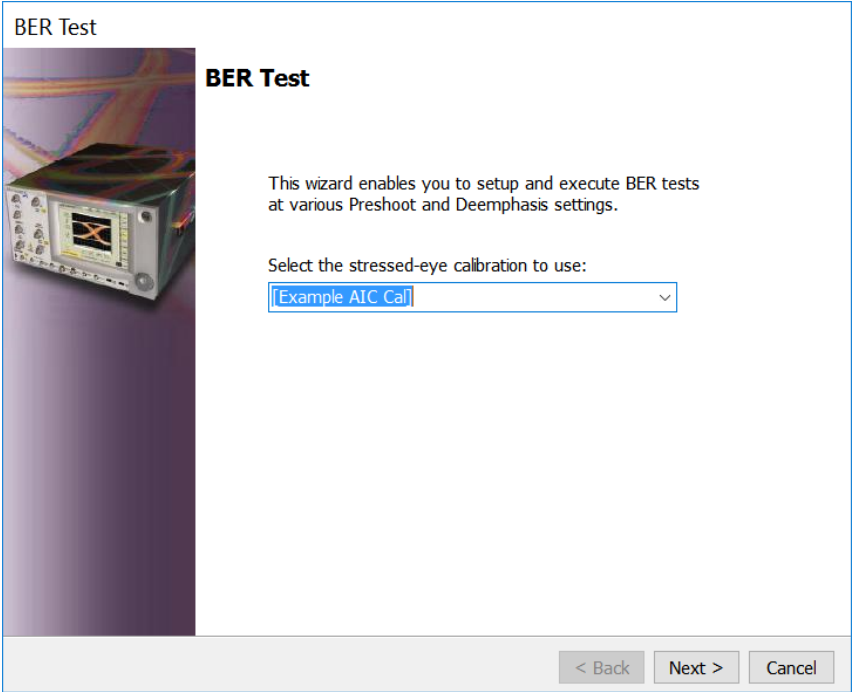 BER Test
BER Test
This wizard enables you to setup and execute BER tests
at various Preshoot and Deemphasis settings.
Select the stressed-eye calibration to use:
[Example AIC Cal]
< Back
Next >
Cancel